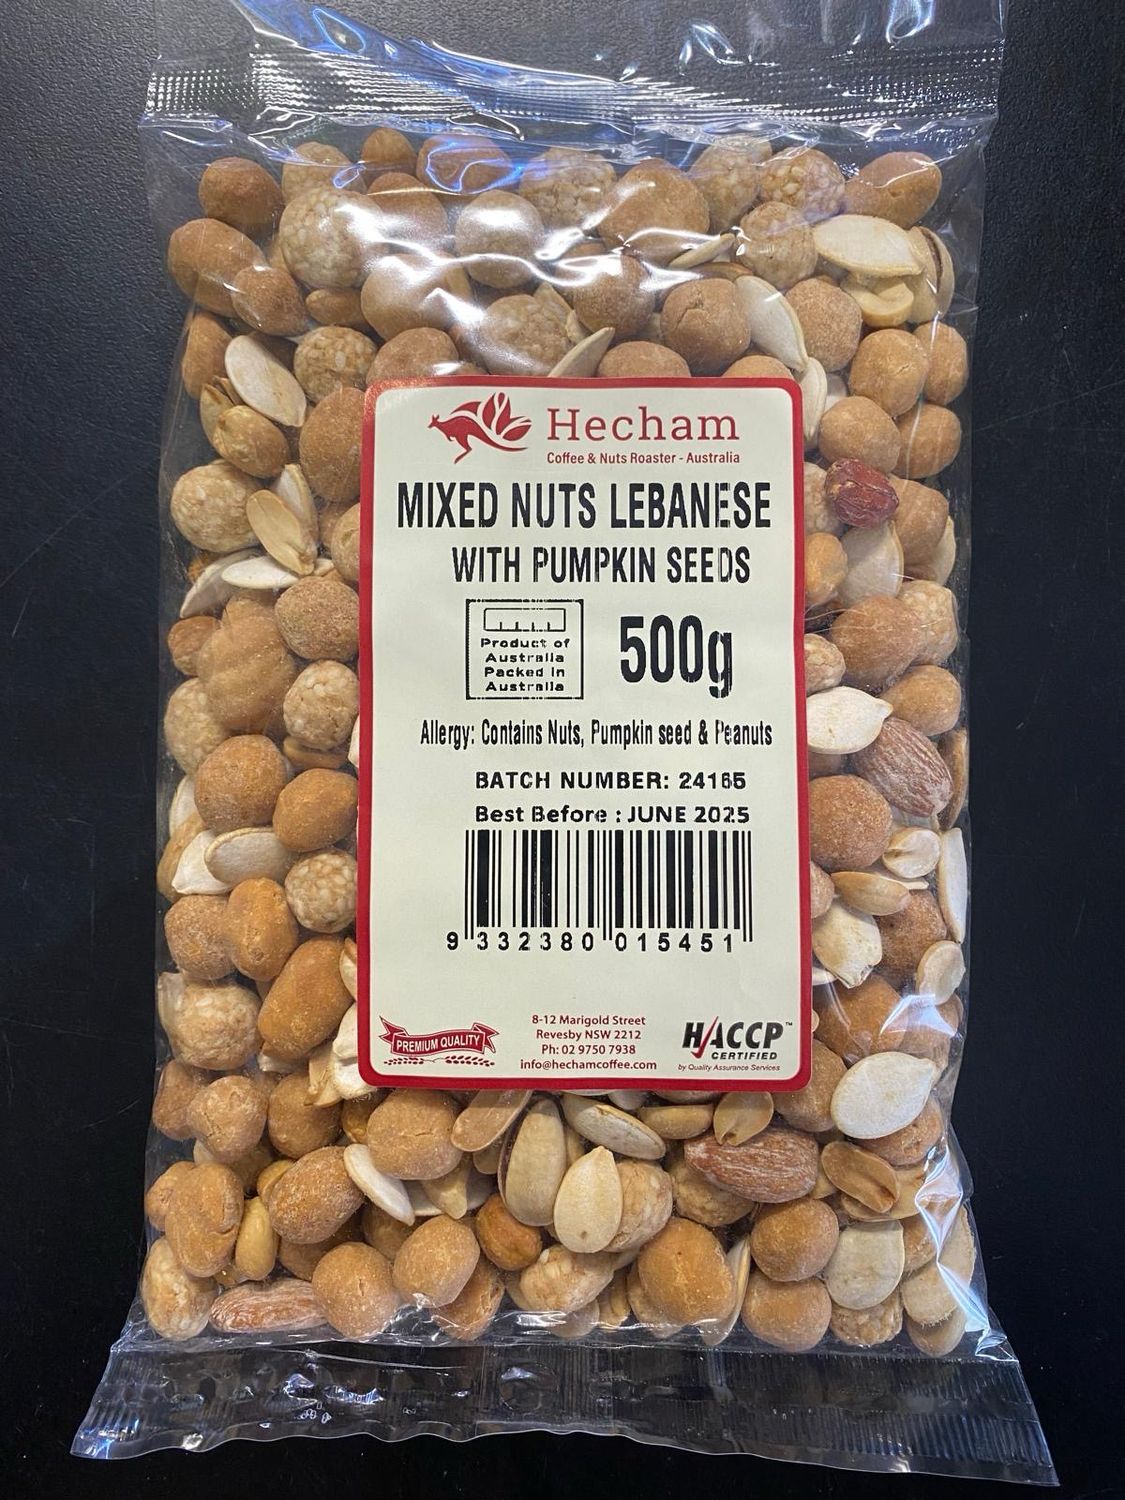 Hecham
Coffee & Nuts Roaster - Australia
MIXED NUTS LEBANESE
WITH PUMPKIN SEEDS
Product of
Australia
Packed in
Australia
500g
Allergy: Contains Nuts, Pumpkin seed & Peanuts
BATCH NUMBER: 24165
Best Before : JUNE 2025
9 332380 015451
PREMIUM QUALITY
8-12 Marigold Street
Revesby NSW 2212
Ph: 02 9750 7938
info@hechamcoffee.com
HACCP™
CERTIFIED
by Quality Assurance Services